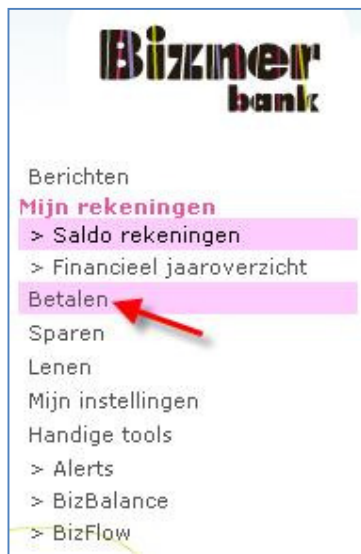 Bizner
bank
Berichten
Mijn rekeningen
> Saldo rekeningen
> Financieel jaaroverzicht
Betalen
Sparen
Lenen
Mijn instellingen
Handige tools
> Alerts
> BizBalance
> BizFlow